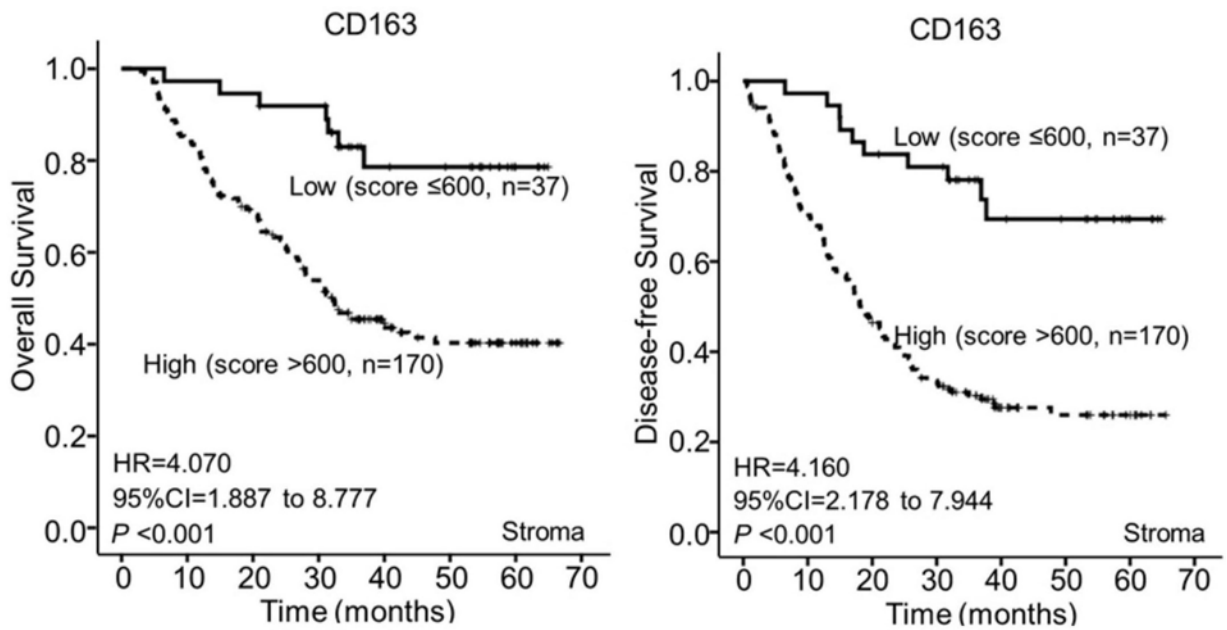 CD163
Overall Survival
1.0
0.8
0.6
0.4
0.2
0.0
Low (score ≤600, n=37)
High (score >600, n=170)
HR=4.070
95%CI=1.887 to 8.777
P <0.001
Stroma
0 10 20 30 40 50 60 70
Time (months)
CD163
Disease-free Survival
1.0
0.8
0.6
0.4
0.2
0.0
Low (score ≤600, n=37)
High (score >600, n=170)
HR=4.160
95%CI=2.178 to 7.944
P <0.001
Stroma
0 10 20 30 40 50 60 70
Time (months)